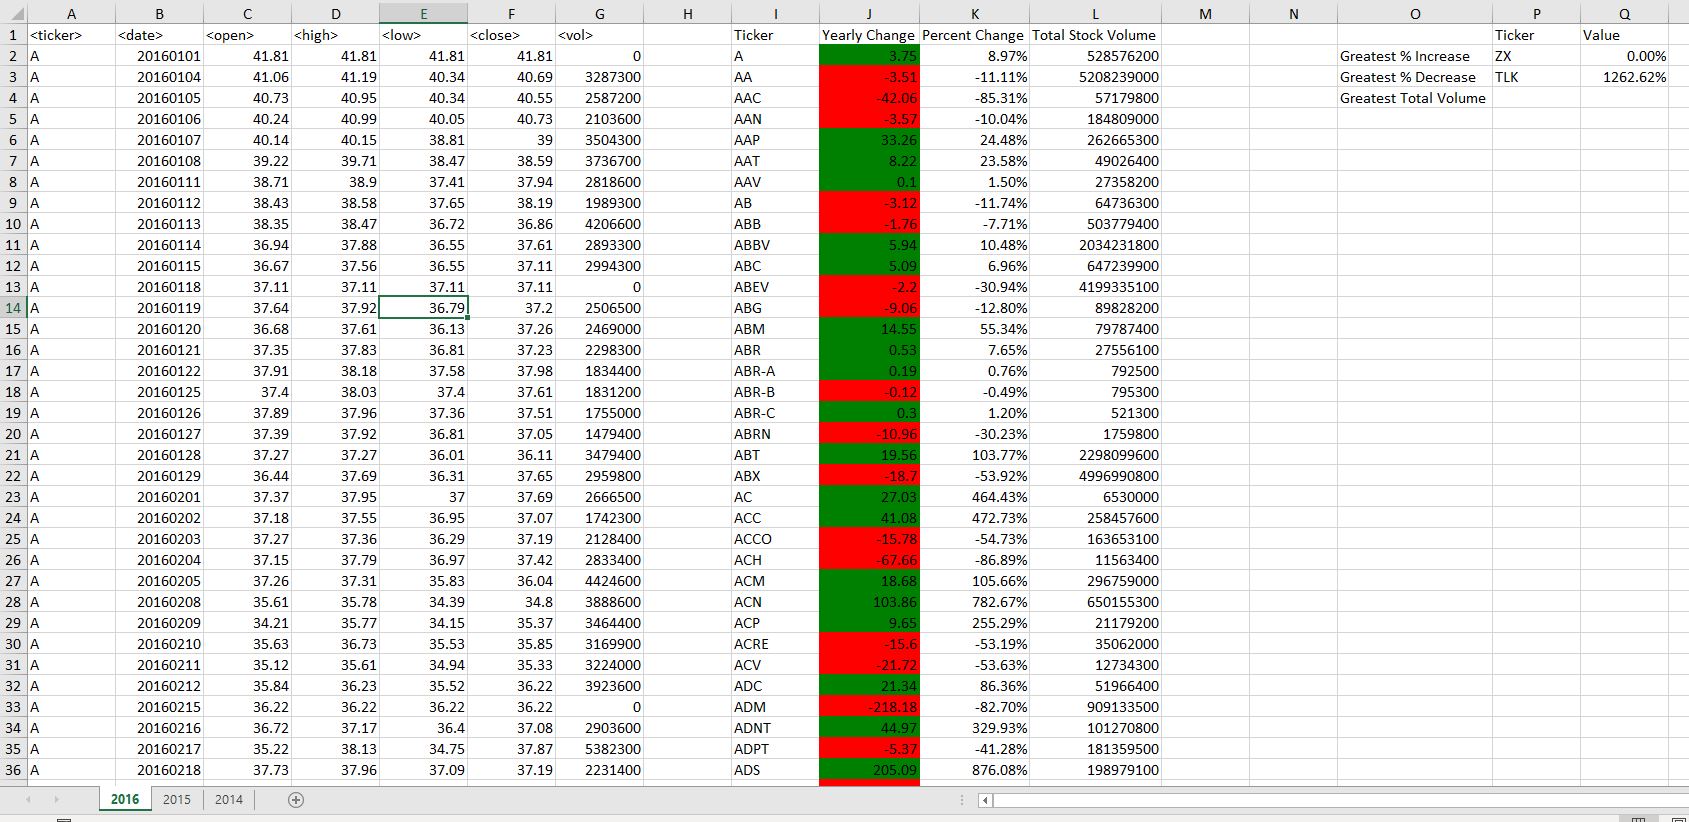 A B C D E F G H I J K L M N O P Q
1 <ticker> <date> <open> <high> <low> <close> <vol> Ticker Yearly Change Percent Change Total Stock Volume Ticker Value
2 A 20160101 41.81 41.81 41.81 41.81 0 A 3.75 8.97% 528576200 Greatest % Increase ZX 0.00%
3 A 20160104 41.06 41.19 40.34 40.69 3287300 AA -3.51 -11.11% 5208239000 Greatest % Decrease TLK 1262.62%
4 A 20160105 40.73 40.95 40.34 40.55 2587200 AAC -42.06 -85.31% 57179800 Greatest Total Volume
5 A 20160106 40.24 40.99 40.05 40.73 2103600 AAN -3.57 -10.04% 184809000
6 A 20160107 40.14 40.15 38.81 39 3504300 AAP 33.26 24.48% 262665300
7 A 20160108 39.22 39.71 38.47 38.59 3736700 AAT 8.22 23.58% 49026400
8 A 20160111 38.71 38.9 37.41 37.94 2818600 AAV 0.1 1.50% 27358200
9 A 20160112 38.43 38.58 37.65 38.19 1989300 AB -3.12 -11.74% 64736300
10 A 20160113 38.35 38.47 36.72 36.86 4206600 ABB -1.76 -7.71% 503779400
11 A 20160114 36.94 37.88 36.55 37.61 2893300 ABBV 5.94 10.48% 2034231800
12 A 20160115 36.67 37.56 36.55 37.11 2994300 ABC 5.09 6.96% 647239900
13 A 20160118 37.11 37.11 37.11 37.11 0 ABEV -2.2 -30.94% 4199335100
14 A 20160119 37.64 37.92 36.79 37.2 2506500 ABG -9.06 -12.80% 89828200
15 A 20160120 36.68 37.61 36.13 37.26 2469000 ABM 14.55 55.34% 79787400
16 A 20160121 37.35 37.83 36.81 37.23 2298300 ABR 0.53 7.65% 27556100
17 A 20160122 37.91 38.18 37.58 37.98 1834400 ABR-A 0.19 0.76% 792500
18 A 20160125 37.4 38.03 37.4 37.61 1831200 ABR-B -0.12 -0.49% 795300
19 A 20160126 37.89 37.96 37.36 37.51 1755000 ABR-C 0.3 1.20% 521300
20 A 20160127 37.39 37.92 36.81 37.05 1479400 ABRN -10.96 -30.23% 1759800
21 A 20160128 37.27 37.27 36.01 36.11 3479400 ABT 19.56 103.77% 2298099600
22 A 20160129 36.44 37.69 36.31 37.65 2959800 ABX -18.7 -53.92% 4996990800
23 A 20160201 37.37 37.95 37 37.69 2666500 AC 27.03 464.43% 6530000
24 A 20160202 37.18 37.55 36.95 37.07 1742300 ACC 41.08 472.73% 258457600
25 A 20160203 37.27 37.36 36.29 37.19 2128400 ACCO -15.78 -54.73% 163653100
26 A 20160204 37.15 37.79 36.97 37.42 2833400 ACH -67.66 -86.89% 11563400
27 A 20160205 37.26 37.31 35.83 36.04 4424600 ACM 18.68 105.66% 296759000
28 A 20160208 35.61 35.78 34.39 34.8 3888600 ACN 103.86 782.67% 650155300
29 A 20160209 34.21 35.77 34.15 35.37 3464400 ACP 9.65 255.29% 21179200
30 A 20160210 35.63 36.73 35.53 35.85 3169900 ACRE -15.6 -53.19% 35062000
31 A 20160211 35.12 35.61 34.94 35.33 3224000 ACV -21.72 -53.63% 12734300
32 A 20160212 35.84 36.23 35.52 36.22 3923600 ADC 21.34 86.36% 51966400
33 A 20160215 36.22 36.22 36.22 36.22 0 ADM -218.18 -82.70% 909133500
34 A 20160216 36.72 37.17 36.4 37.08 2903600 ADNT 44.97 329.93% 101270800
35 A 20160217 35.22 38.13 34.75 37.87 5382300 ADPT -5.37 -41.28% 181359500
36 A 20160218 37.73 37.96 37.09 37.19 2231400 ADS 205.09 876.08% 198979100
2016 2015 2014